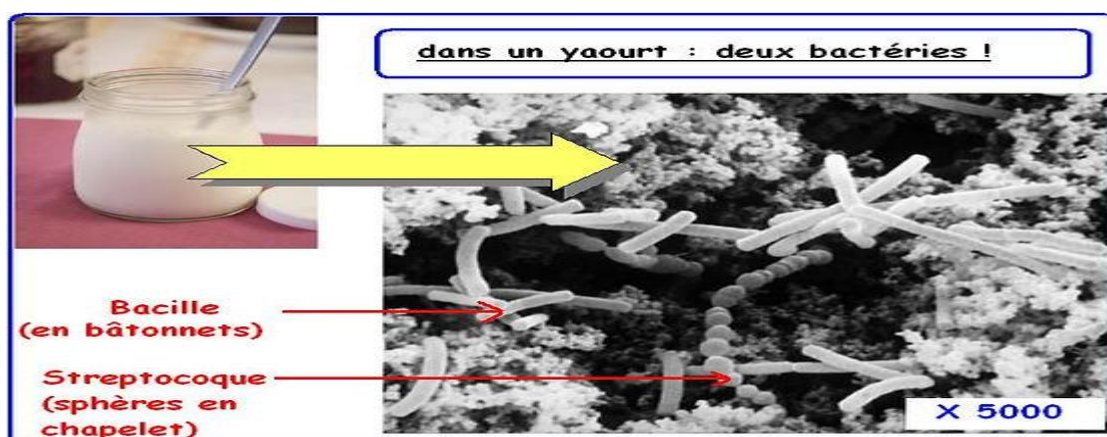 dans un yaourt : deux bactéries !
Bacille
(en bâtonnets)
Streptocoque
(sphères en
chapelet)
X 5000